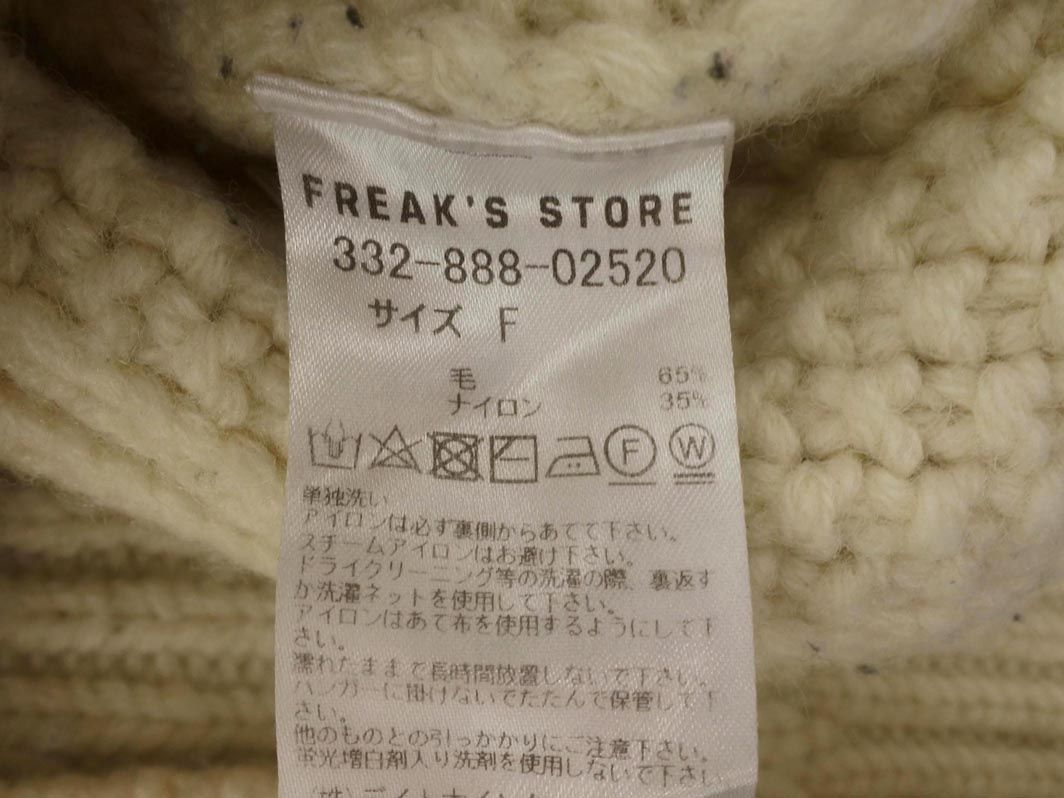 FREAK'S STORE
332-888-02520
サイズ F
毛 65%
ナイロン 35%
F W
単独洗い
アイロンは必ず裏側からあてて下さい。
スチームアイロンはお避け下さい。
ドライクリーニング等の洗濯の際、裏返す
か洗濯ネットを使用して下さい。
アイロンはあて布を使用するようにして下
さい。
濡れたままで長時間放置しないで下さい。
ハンガーに掛けないでたたんで保管して下
さい。
他のものとの引っかかりにご注意下さい。
蛍光増白剤入り洗剤を使用しないで下さい
(株)デイトナ